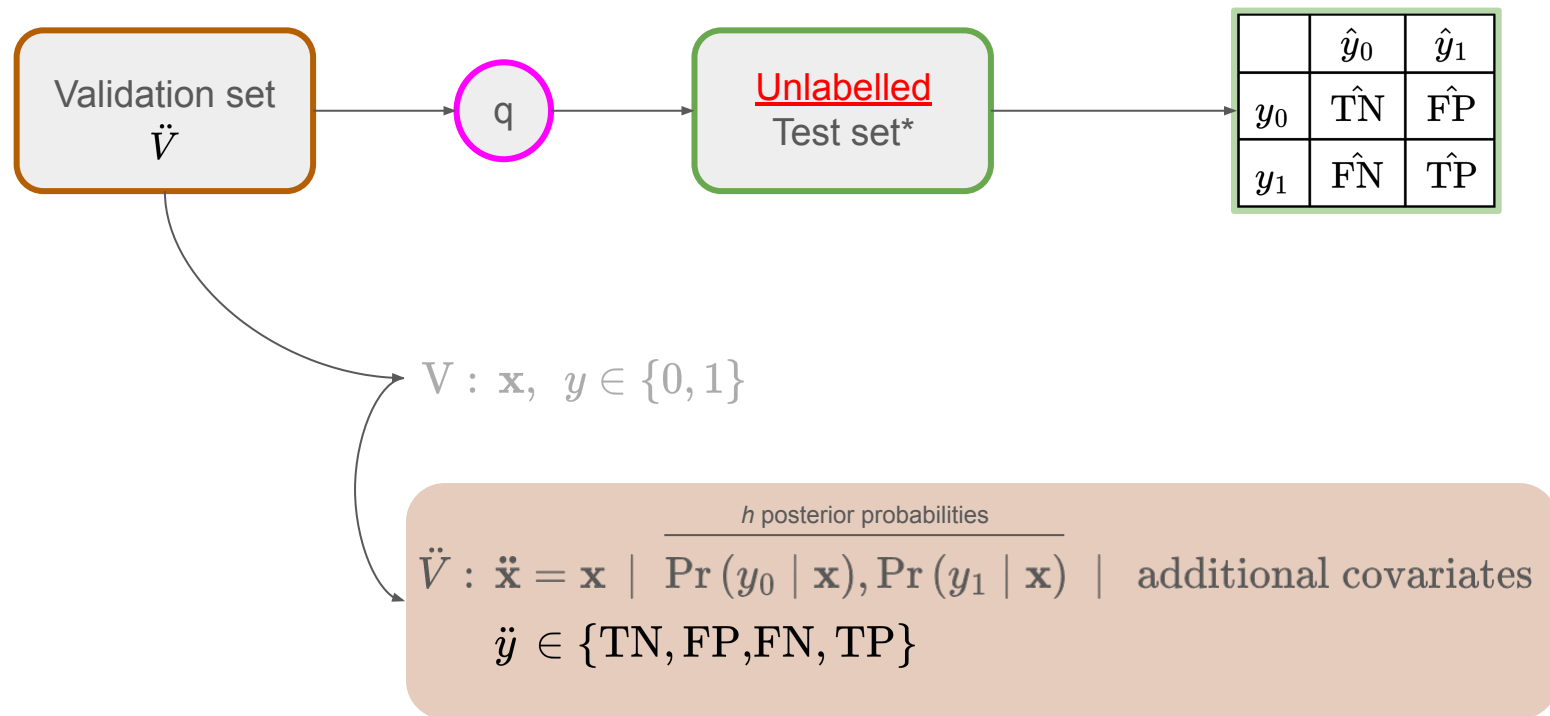 Validation set
V̈
q
Unlabelled
Test set*
ŷ₀ ŷ₁
y₀ TN̂ FP̂
y₁ FN̂ TP̂
V : x, y ∈ {0, 1}
h posterior probabilities
V̈ : ẍ = x | Pr (y₀ | x), Pr (y₁ | x) | additional covariates
ÿ ∈ {TN, FP,FN, TP}